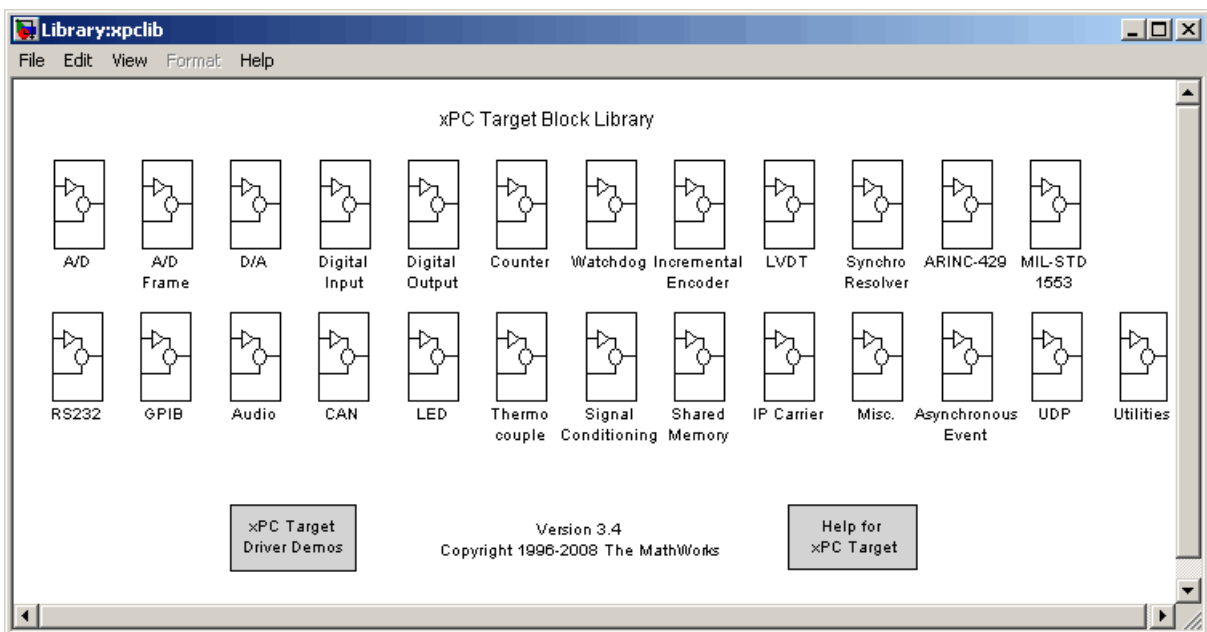 Library:xpclib
File Edit View Format Help
xPC Target Block Library
A/D A/D Frame D/A Digital Input Digital Output Counter Watchdog Incremental Encoder LVDT Synchro Resolver ARINC-429 MIL-STD 1553
RS232 GPIB Audio CAN LED Thermo couple Signal Conditioning Shared Memory IP Carrier Misc. Asynchronous Event UDP Utilities
xPC Target
Driver Demos
Version 3.4
Copyright 1996-2008 The MathWorks
Help for
xPC Target